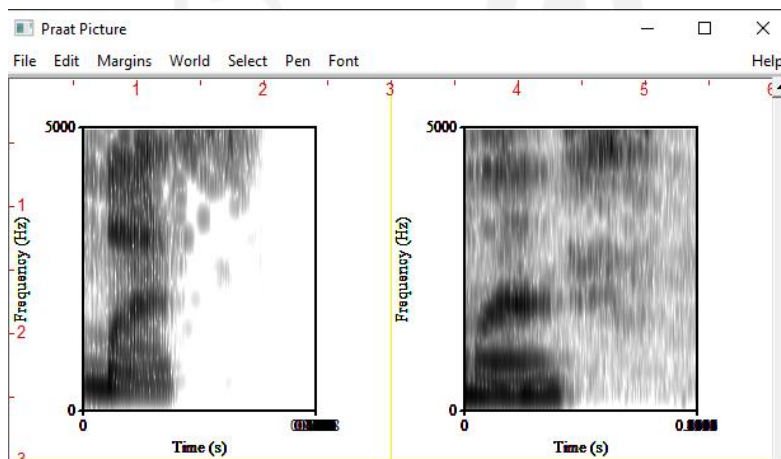 Praat Picture
File Edit Margins World Select Pen Font Help
1 2 3 4 5 6
1
2
3
5000
0
Frequency (Hz)
0
Time (s)
5000
0
Frequency (Hz)
0
Time (s)